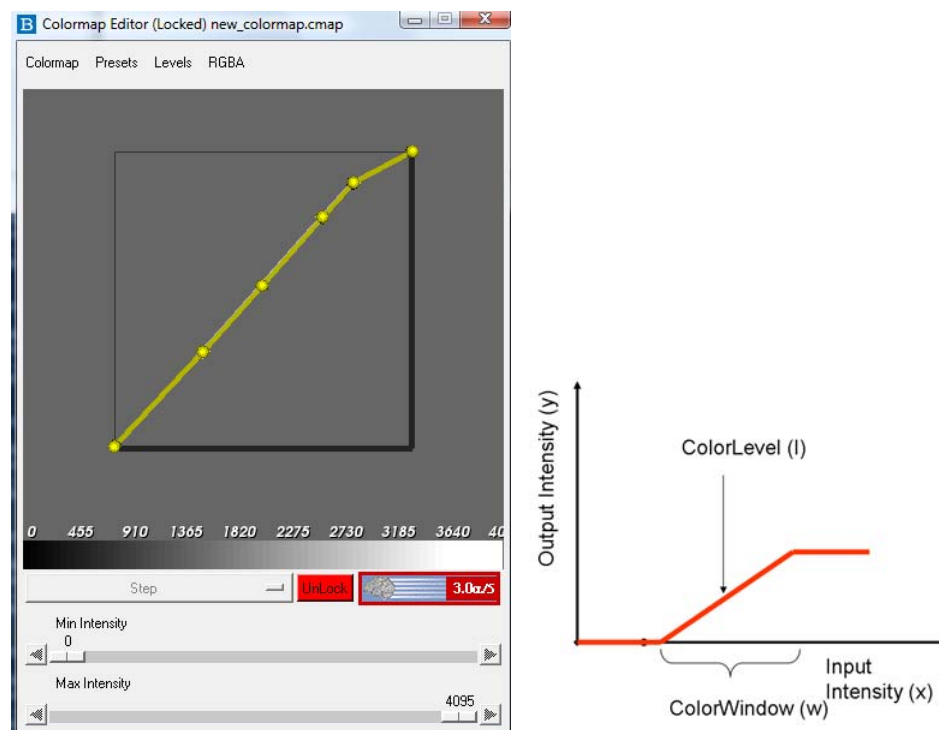 B Colormap Editor (Locked) new_colormap.cmap
Colormap Presets Levels RGBA
0 455 910 1365 1820 2275 2730 3185 3640 40
Step UnLock 3.0α/5
Min Intensity
0
Max Intensity
4095
Output Intensity (y)
ColorLevel (l)
Input
Intensity (x)
ColorWindow (w)